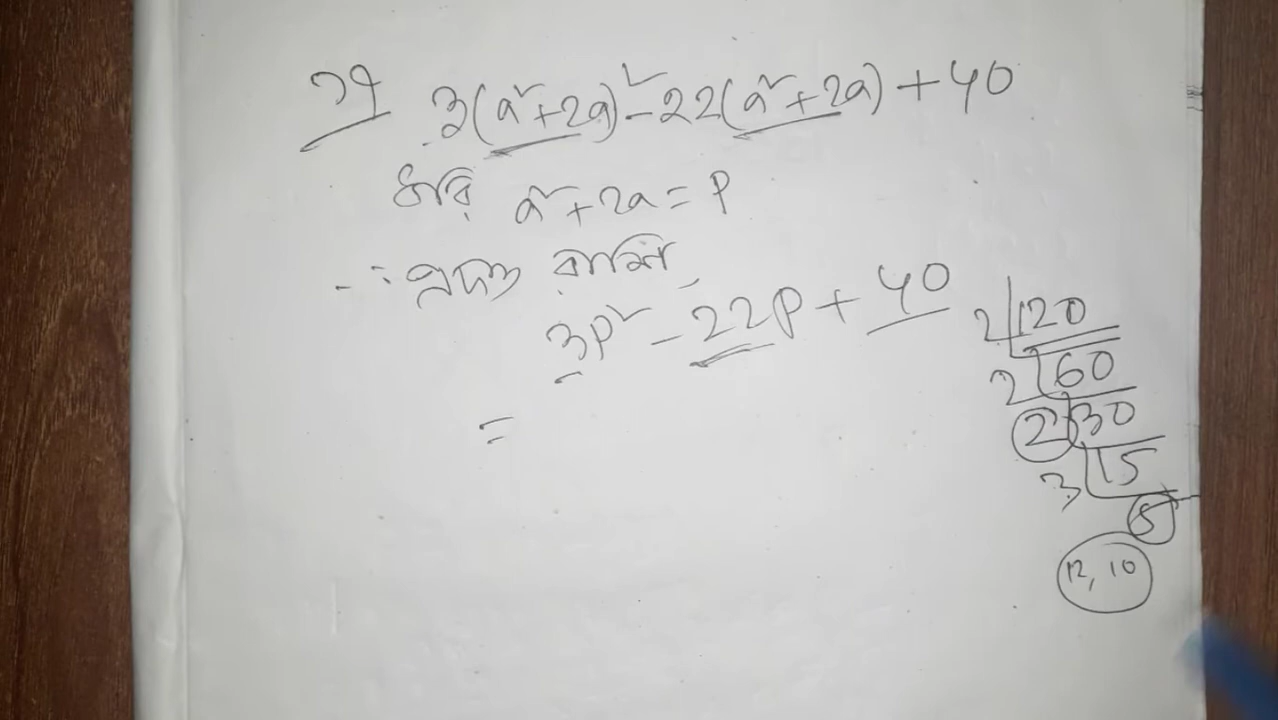 ১৭ 3(a²+2a)²-22(a²+2a)+40
ধরি a²+2a=P
∴ প্রদত্ত রাশি,
3P²-22P+40
=
2|120
2|60
2|30
3|15
5
12, 10